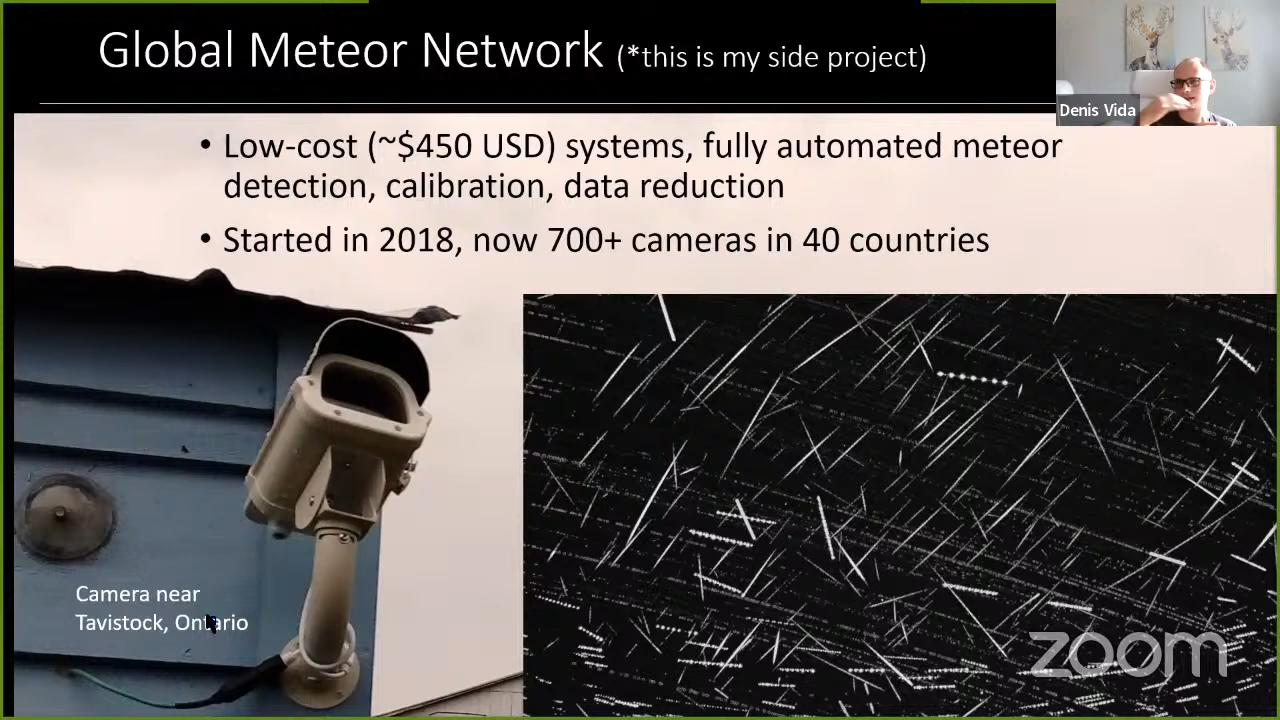 Global Meteor Network (*this is my side project)
Denis Vida
• Low-cost (~$450 USD) systems, fully automated meteor
detection, calibration, data reduction
• Started in 2018, now 700+ cameras in 40 countries
Camera near
Tavistock, Ontario
zoom